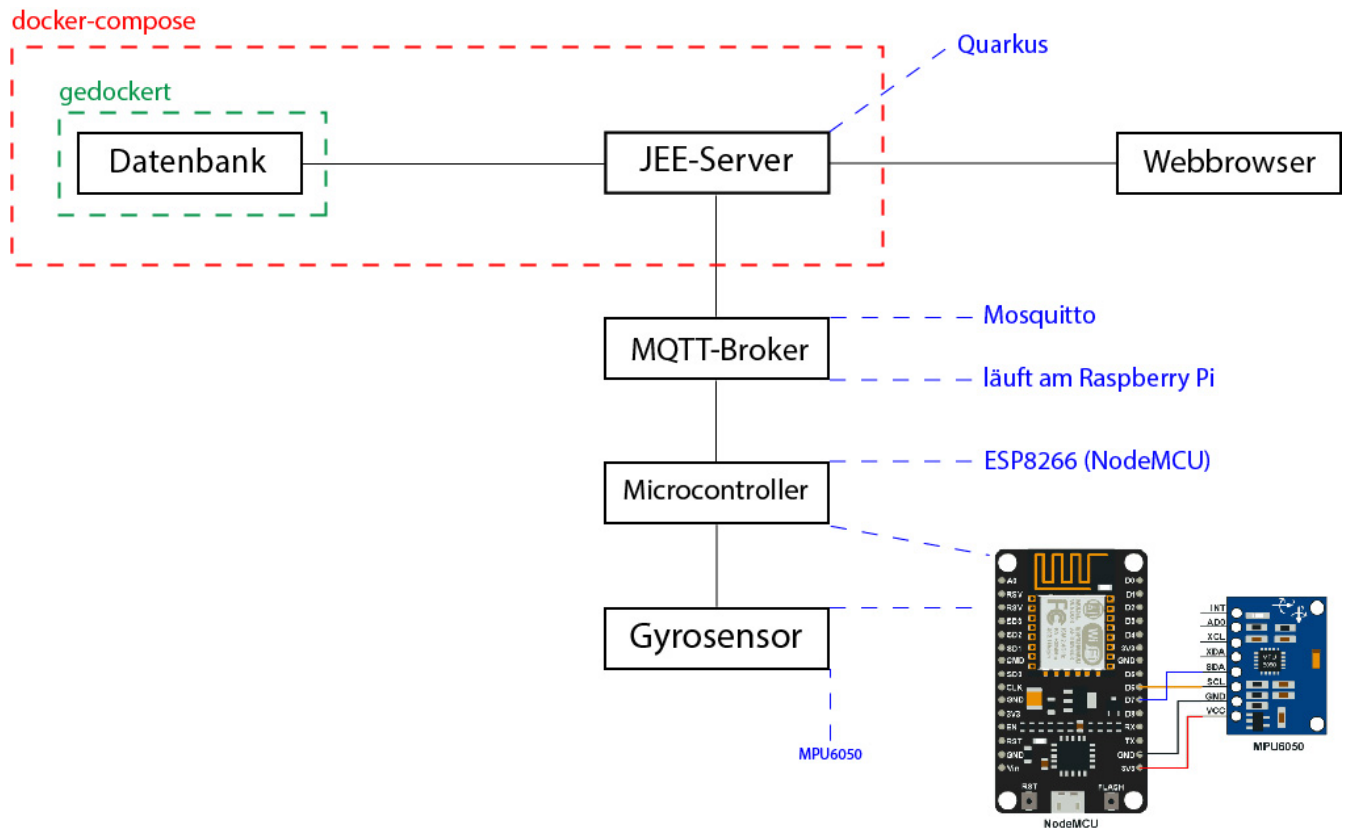 docker-compose
Quarkus
gedockert
Datenbank
JEE-Server
Webbrowser
Mosquitto
MQTT-Broker
läuft am Raspberry Pi
ESP8266 (NodeMCU)
Microcontroller
Gyrosensor
MPU6050
A0
RSV
RSV
SD3
SD2
SD1
CMD
SD0
CLK
GND
3V3
EN
RST
GND
Vin
D0
D1
D2
D3
D4
3V3
GND
D5
D6
D7
D8
RX
TX
GND
3V3
WiFi
RST
FLASH
NodeMCU
INT
AD0
XCL
XDA
SDA
SCL
GND
VCC
MPU6050